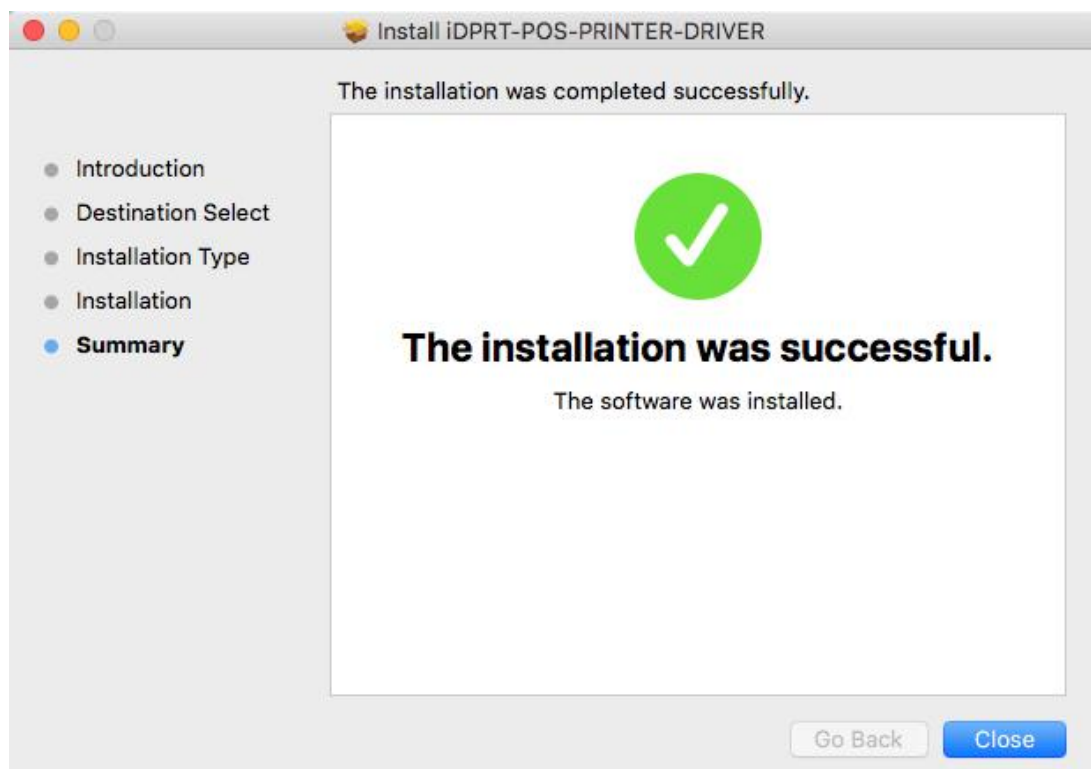 Install iDPRT-POS-PRINTER-DRIVER
The installation was completed successfully.
Introduction
Destination Select
Installation Type
Installation
Summary
The installation was successful.
The software was installed.
Go Back
Close